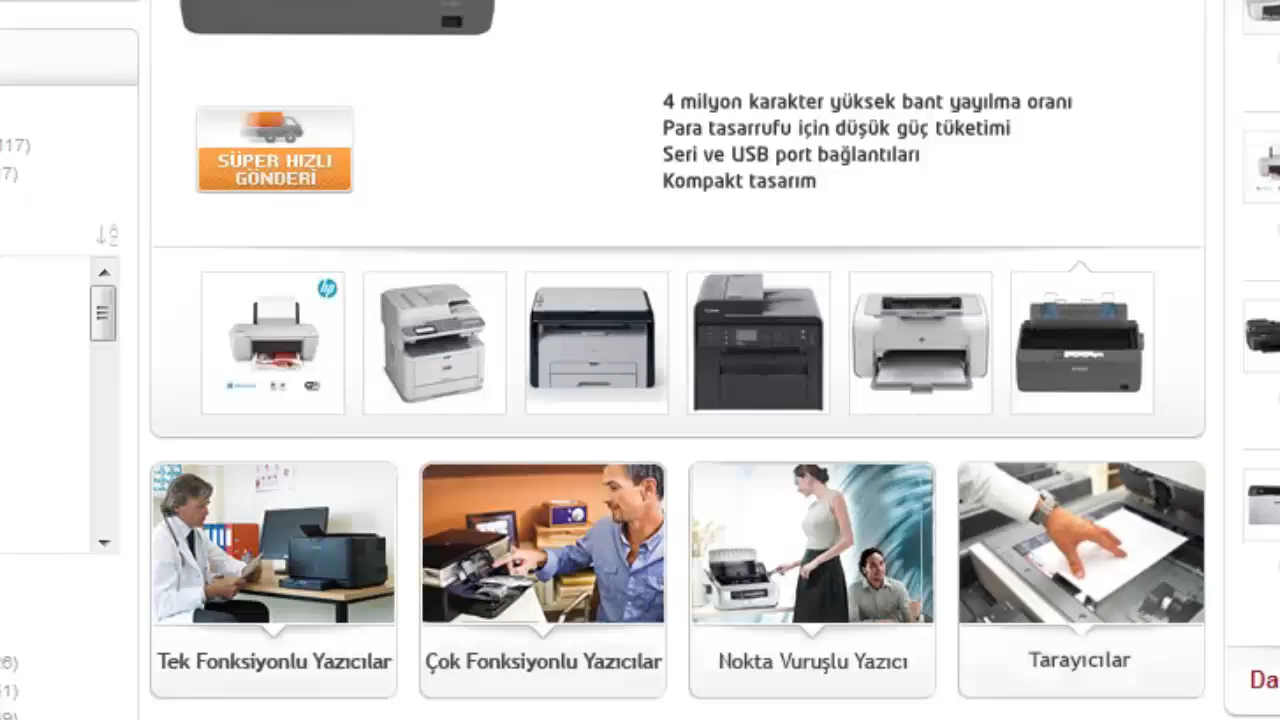 4 milyon karakter yüksek bant yayılma oranı
Para tasarrufu için düşük güç tüketimi
Seri ve USB port bağlantıları
Kompakt tasarım
SÜPER HIZLI
GÖNDERİ
hp
Tek Fonksiyonlu Yazıcılar
Çok Fonksiyonlu Yazıcılar
Nokta Vuruşlu Yazıcı
Tarayıcılar